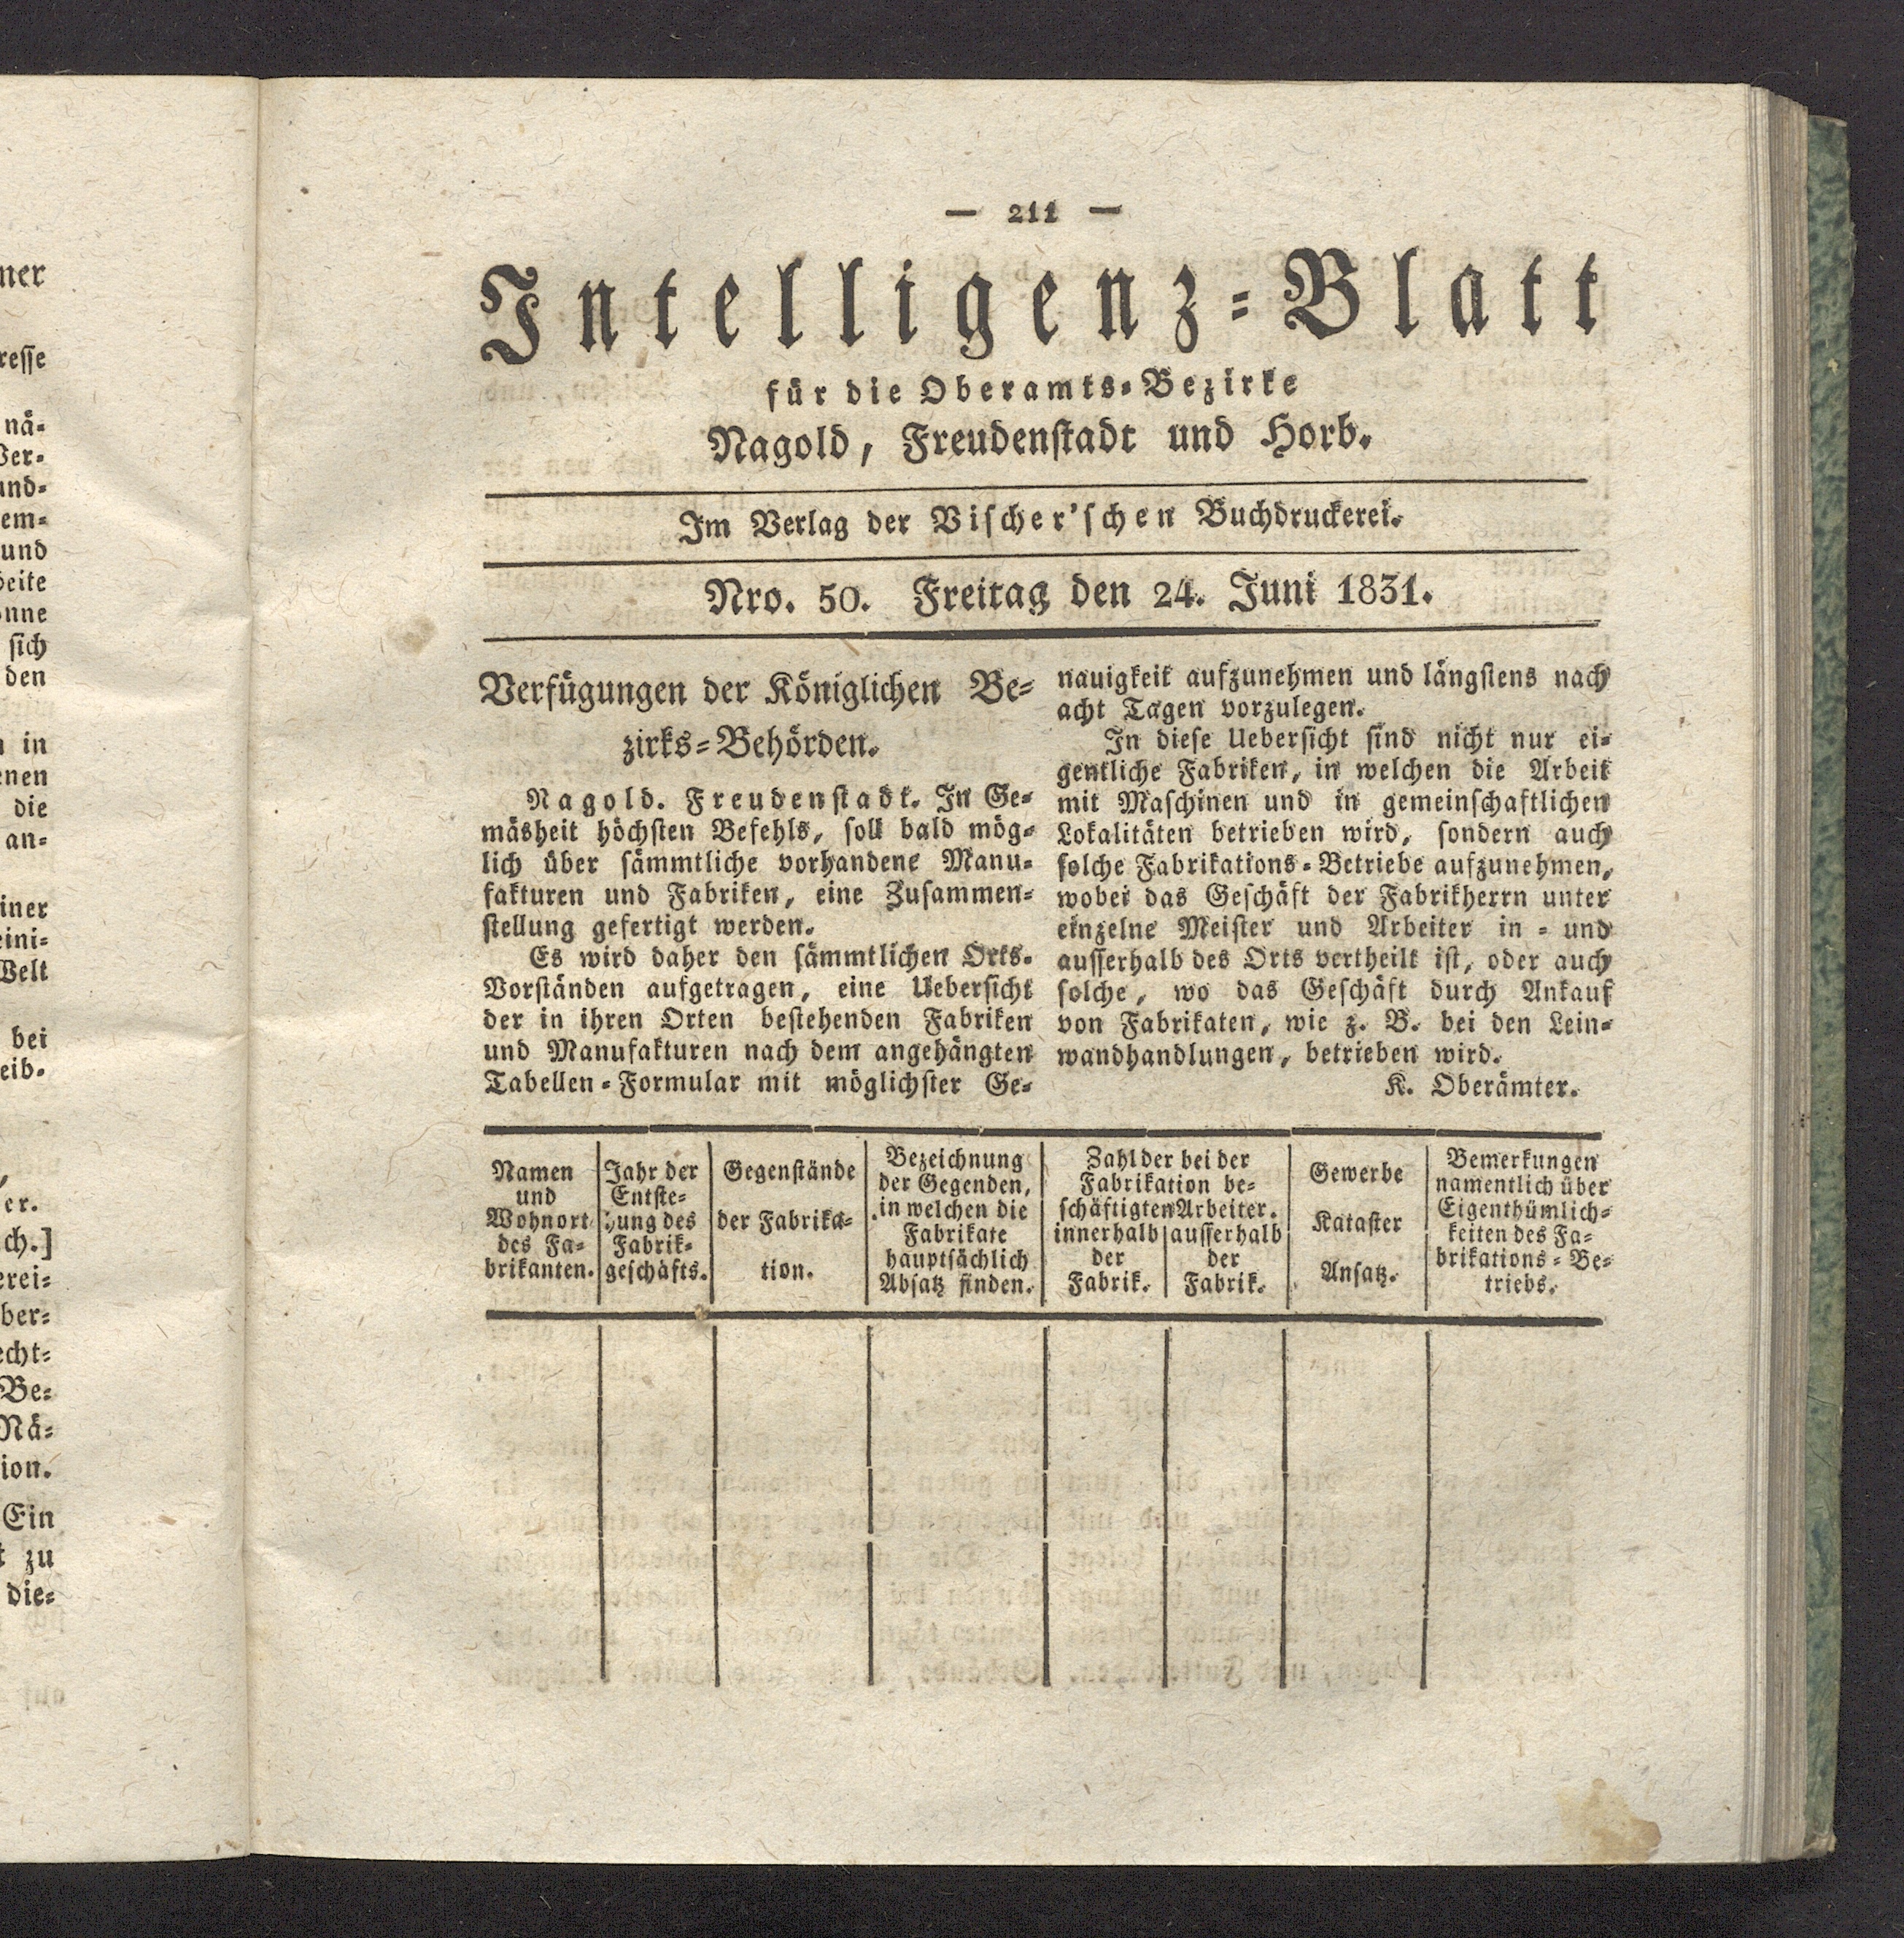 — 211 —
Intelligenz-Blatt
für die Oberamts-Bezirke
Nagold, Freudenstadt und Horb.
Im Verlag der Vischer'schen Buchdruckerei.
Nro. 50. Freitag den 24. Juni 1831.
Verfügungen der Königlichen Be-
zirks-Behörden.
Nagold. Freudenstadt. In Ge-
mäsheit höchsten Befehls, soll bald mög-
lich über sämmtliche vorhandene Manu-
fakturen und Fabriken, eine Zusammen-
stellung gefertigt werden.
Es wird daher den sämmtlichen Orts-
Vorständen aufgetragen, eine Uebersicht
der in ihren Orten bestehenden Fabriken
und Manufakturen nach dem angehängten
Tabellen-Formular mit möglichster Ge-
nauigkeit aufzunehmen und längstens nach
acht Tagen vorzulegen.
In diese Uebersicht sind nicht nur ei-
gentliche Fabriken, in welchen die Arbeit
mit Maschinen und in gemeinschaftlichen
Lokalitäten betrieben wird, sondern auch
solche Fabrikations-Betriebe aufzunehmen,
wobei das Geschäft der Fabrikherrn unter
einzelne Meister und Arbeiter in - und
ausserhalb des Orts vertheilt ist, oder auch
solche, wo das Geschäft durch Ankauf
von Fabrikaten, wie z. B. bei den Lein-
wandhandlungen, betrieben wird.
K. Oberämter.
Namen
und
Wohnort
des Fa-
brikanten.
Jahr der
Entste-
hung des
Fabrik-
geschäfts.
Gegenstände
der Fabrika-
tion.
Bezeichnung
der Gegenden,
in welchen die
Fabrikate
hauptsächlich
Absatz finden.
Zahl der bei der
Fabrikation be-
schäftigten Arbeiter.
innerhalb
der
Fabrik.
ausserhalb
der
Fabrik.
Gewerbe
Kataster
Ansatz.
Bemerkungen
namentlich über
Eigenthümlich-
keiten des Fa-
brikations-Be-
triebs.